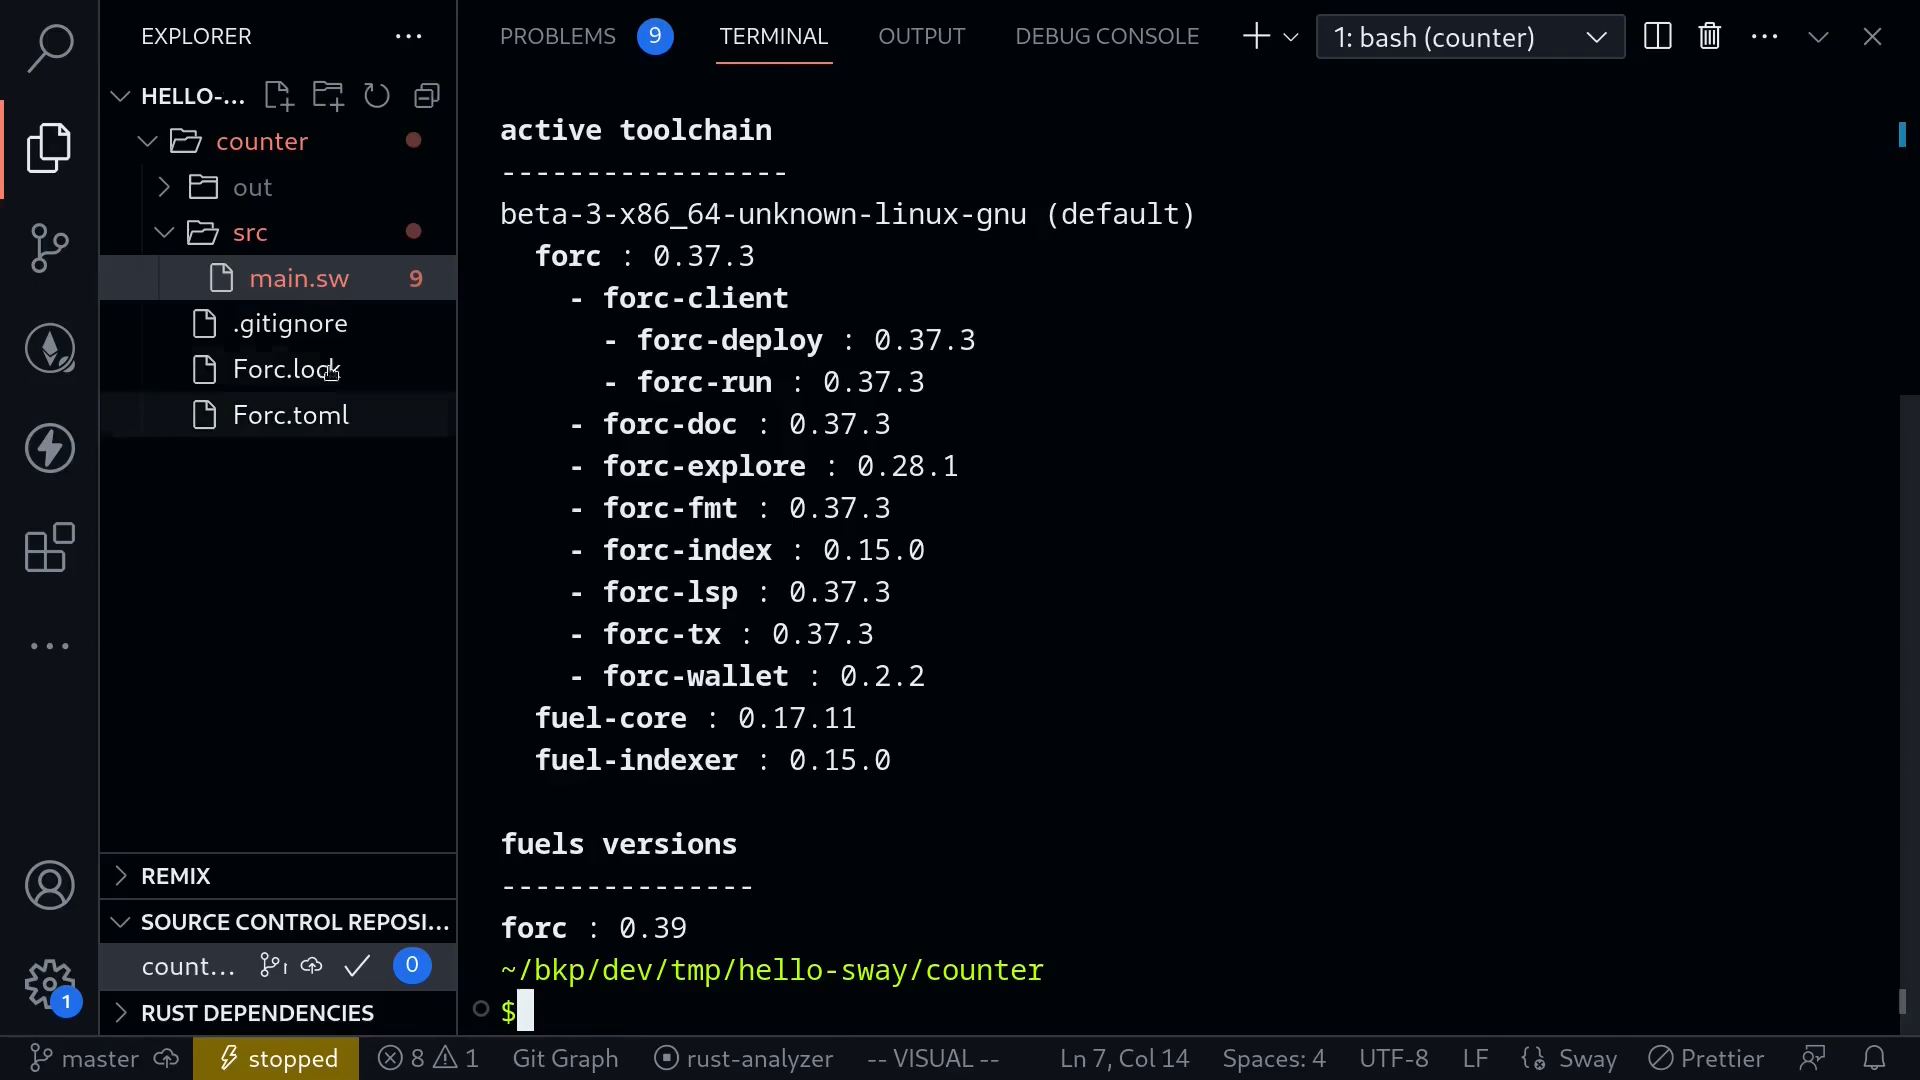 EXPLORER
HELLO-...
counter
out
src
main.sw 9
.gitignore
Forc.lock
Forc.toml
REMIX
SOURCE CONTROL REPOSI...
count... 0
RUST DEPENDENCIES
1
PROBLEMS 9 TERMINAL OUTPUT DEBUG CONSOLE 1: bash (counter)
active toolchain
-----------------
beta-3-x86_64-unknown-linux-gnu (default)
forc : 0.37.3
- forc-client
- forc-deploy : 0.37.3
- forc-run : 0.37.3
- forc-doc : 0.37.3
- forc-explore : 0.28.1
- forc-fmt : 0.37.3
- forc-index : 0.15.0
- forc-lsp : 0.37.3
- forc-tx : 0.37.3
- forc-wallet : 0.2.2
fuel-core : 0.17.11
fuel-indexer : 0.15.0
fuels versions
---------------
forc : 0.39
~/bkp/dev/tmp/hello-sway/counter
$
master stopped 8 1 Git Graph rust-analyzer -- VISUAL -- Ln 7, Col 14 Spaces: 4 UTF-8 LF Sway Prettier